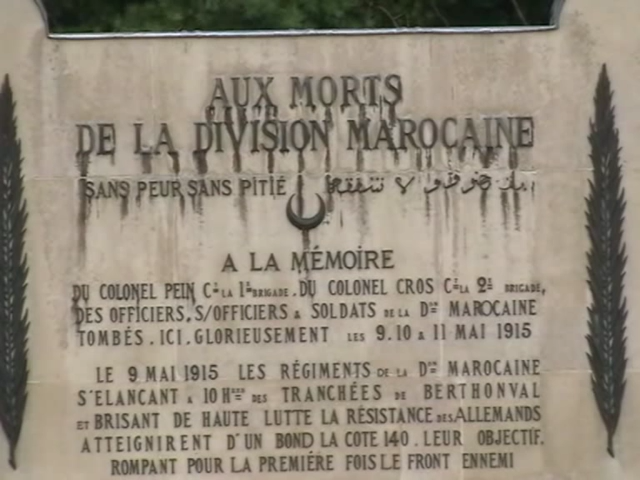 AUX MORTS
DE LA DIVISION MAROCAINE
SANS PEUR SANS PITIÉ
A LA MÉMOIRE
DU COLONEL PEIN Cᵗ LA 1ʳᵉ BRIGADE. DU COLONEL CROS Cᵗ LA 2ᵉ BRIGADE,
DES OFFICIERS, S/OFFICIERS & SOLDATS DE LA Dᵒⁿ MAROCAINE
TOMBÉS . ICI . GLORIEUSEMENT LES 9.10 & 11 MAI 1915
LE 9 MAI 1915 LES RÉGIMENTS DE LA Dᵒⁿ MAROCAINE
S'ELANÇANT A 10 Hʳᵉˢ DES TRANCHÉES DE BERTHONVAL
ET BRISANT DE HAUTE LUTTE LA RÉSISTANCE DES ALLEMANDS
ATTEIGNIRENT D'UN BOND LA COTE 140 . LEUR OBJECTIF.
ROMPANT POUR LA PREMIÉRE FOIS LE FRONT ENNEMI